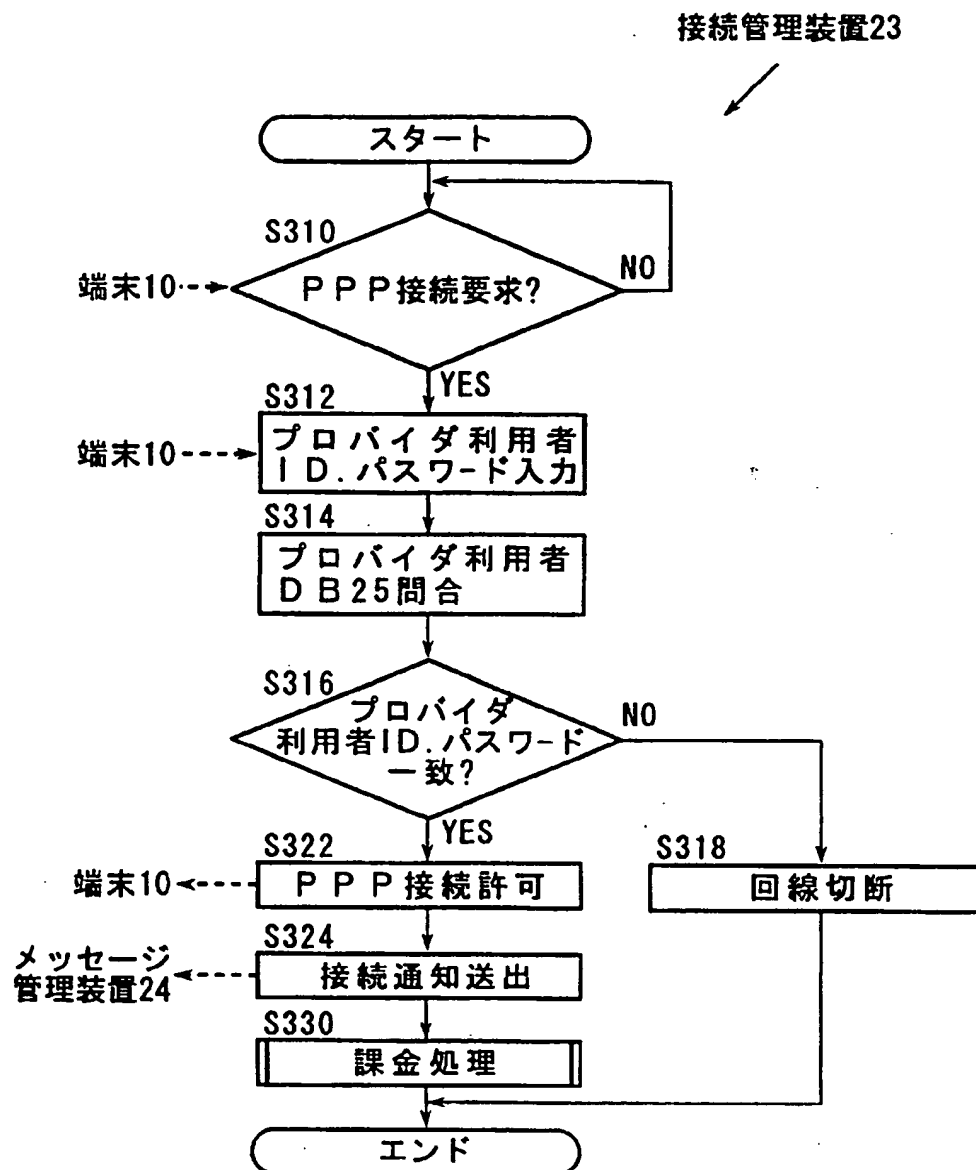 接続管理装置23
スタート
S310
端末10
PPP接続要求?
NO
YES
S312
端末10
プロバイダ利用者
ID.パスワード入力
S314
プロバイダ利用者
DB25問合
S316
プロバイダ
利用者ID.パスワード
一致?
NO
YES
S322
端末10
PPP接続許可
S318
回線切断
S324
メッセージ
管理装置24
接続通知送出
S330
課金処理
エンド